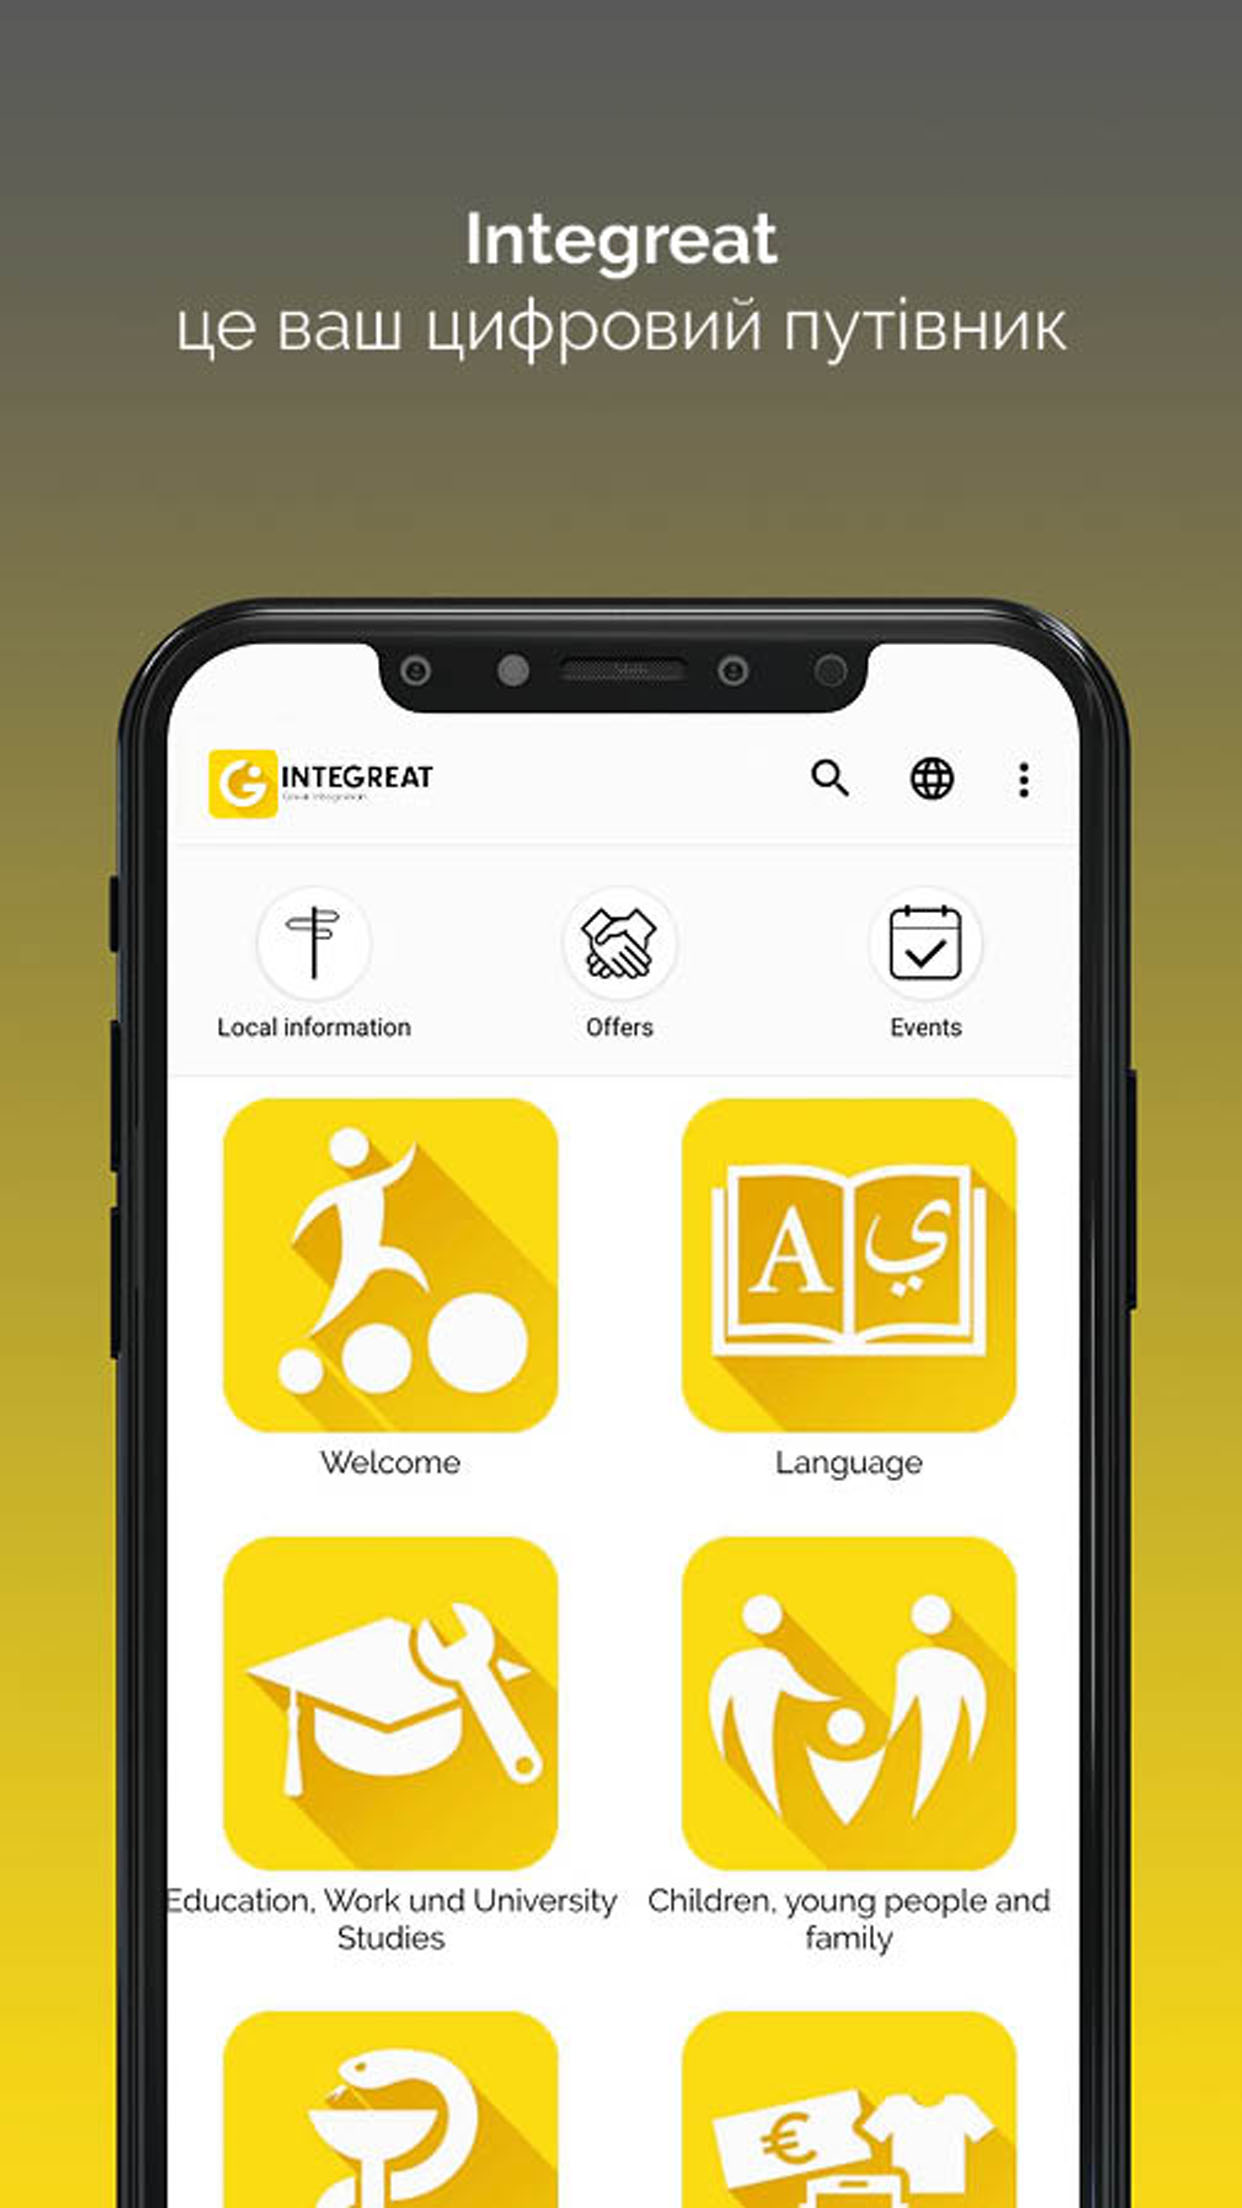 Integreat
це ваш цифровий путівник
INTEGREAT
Local information
Offers
Events
A ي
Welcome
Language
Education, Work und University
Studies
Children, young people and
family
€